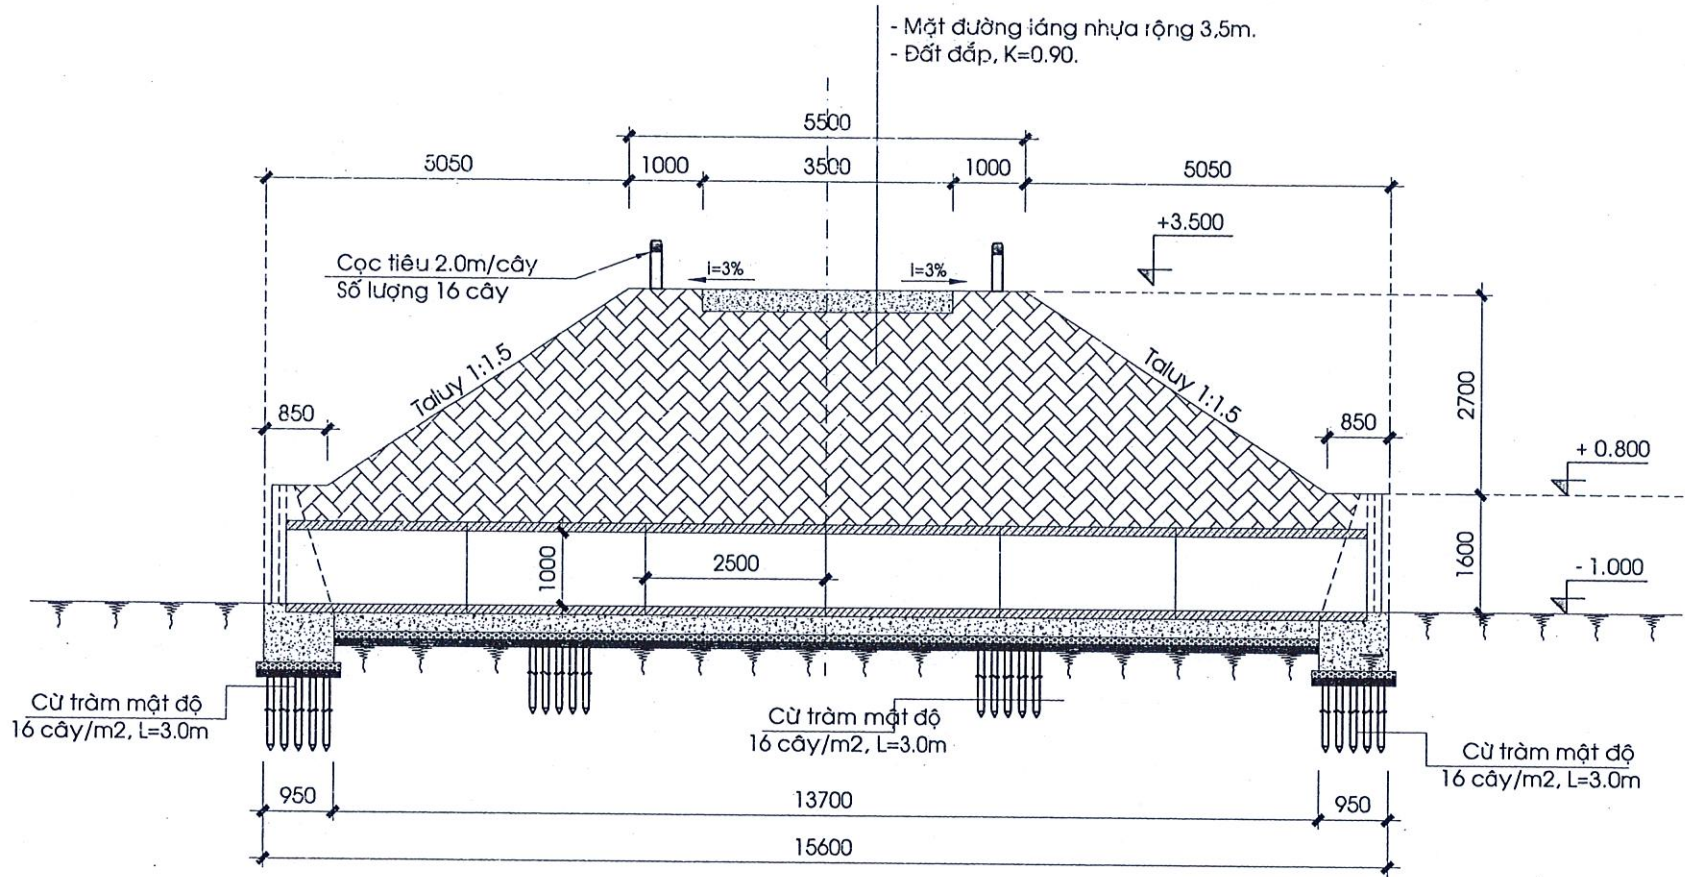 - Mặt đường láng nhựa rộng 3,5m.
- Đất đắp, K=0.90.
5500
5050
1000
3500
1000
5050
+3.500
Cọc tiêu 2.0m/cây
Số lượng 16 cây
i=3%
i=3%
Taluy 1:1.5
Taluy 1:1.5
2700
850
850
+ 0.800
1000
2500
1600
- 1.000
Cừ tràm mật độ
16 cây/m2, L=3.0m
Cừ tràm mật độ
16 cây/m2, L=3.0m
Cừ tràm mật độ
16 cây/m2, L=3.0m
950
13700
950
15600